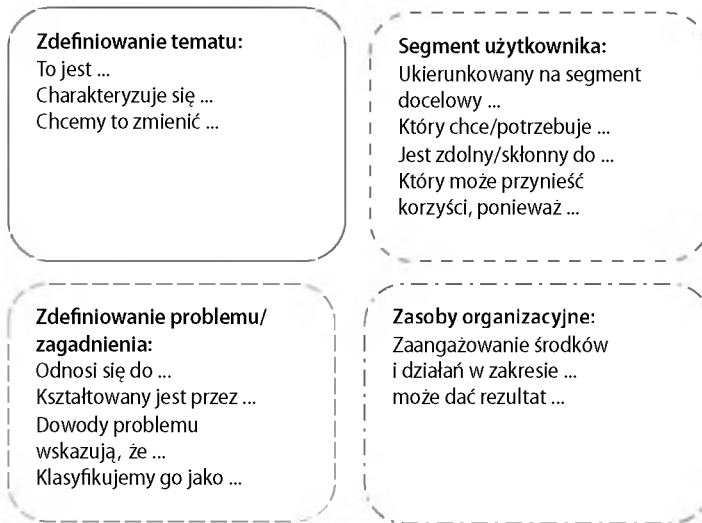 Zdefiniowanie tematu:
To jest ...
Charakteryzuje się ...
Chcemy to zmienić ...
Segment użytkownika:
Ukierunkowany na segment
docelowy ...
Który chce/potrzebuje ...
Jest zdolny/skłonny do ...
Który może przynieść
korzyści, ponieważ ...
Zdefiniowanie problemu/
zagadnienia:
Odnosi się do ...
Kształtowany jest przez ...
Dowody problemu
wskazują, że ...
Klasyfikujemy go jako ...
Zasoby organizacyjne:
Zaangażowanie środków
i działań w zakresie ...
może dać rezultat ...